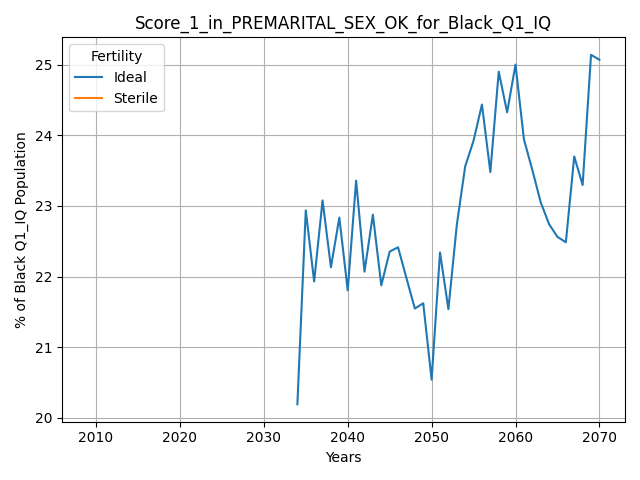 Score_1_in_PREMARITAL_SEX_OK_for_Black_Q1_IQ
Fertility
Ideal
Sterile
% of Black Q1_IQ Population
25
24
23
22
21
20
2010 2020 2030 2040 2050 2060 2070
Years